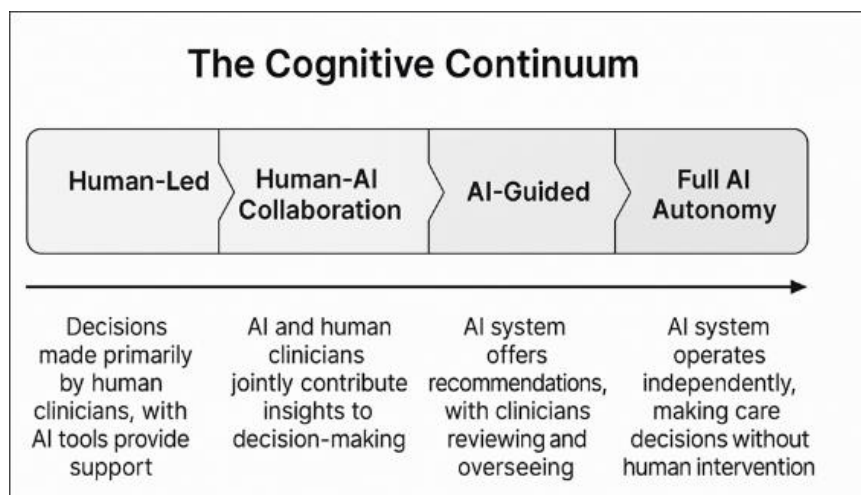 The Cognitive Continuum
Human-Led
Human-AI
Collaboration
AI-Guided
Full AI
Autonomy
Decisions
made primarily
by human
clinicians, with
AI tools provide
support
AI and human
clinicians
jointly contribute
insights to
decision-making
AI system
offers
recommendations,
with clinicians
reviewing and
overseeing
AI system
operates
independently,
making care
decisions without
human intervention